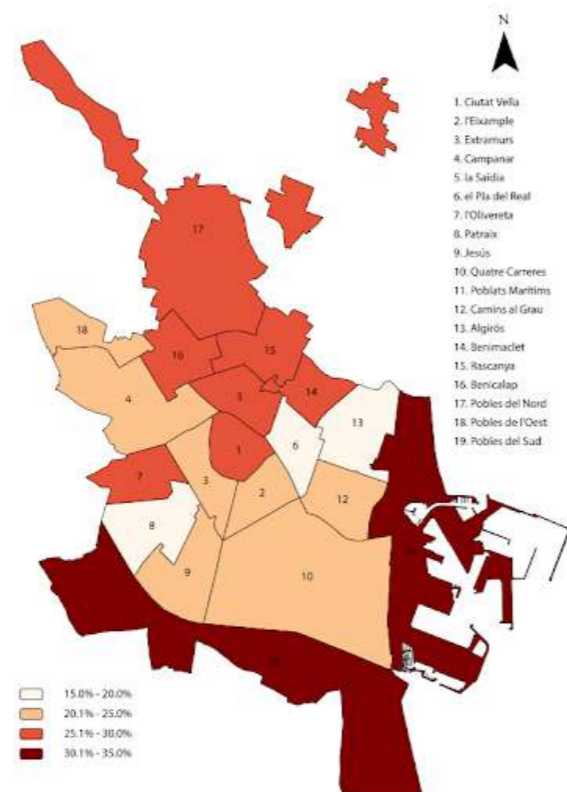 N
1. Ciutat Vella
2. l'Eixample
3. Extramurs
4. Campanar
5. la Saïdia
6. el Pla del Real
7. l'Olivereta
8. Patraix
9. Jesús
10. Quatre Carreres
11. Poblats Marítims
12. Camins al Grau
13. Algirós
14. Benimaclet
15. Rascanya
16. Benicalap
17. Pobles del Nord
18. Pobles de l'Oest
19. Pobles del Sud
17
18
16
15
4
5
14
13
1
6
7
3
2
12
8
9
10
15.0% - 20.0%
20.1% - 25.0%
25.1% - 30.0%
30.1% - 35.0%